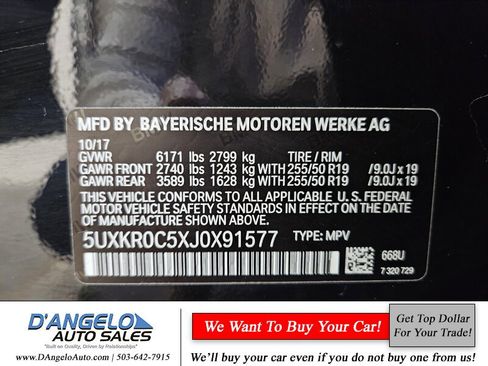 MFD BY BAYERISCHE MOTOREN WERKE AG
10/17
GVWR 6171 lbs 2799 kg TIRE / RIM
GAWR FRONT 2740 lbs 1243 kg WITH 255/50 R19 /9.0J x 19
GAWR REAR 3589 lbs 1628 kg WITH 255/50 R19 /9.0J x 19
THIS VEHICLE CONFORMS TO ALL APPLICABLE U.S. FEDERAL
MOTOR VEHICLE SAFETY, BUMPER, AND THEFT PREVENTION
STANDARDS IN EFFECT ON THE DATE OF MANUFACTURE SHOWN ABOVE.
5UXKR0C5XJ0X91577 TYPE: MPV
668U
7 320 729
D'ANGELO
AUTO SALES
"Built on Quality, Driven by Relationships"
www.DAngeloAuto.com | 503-642-7915
We Want To Buy Your Car!
Get Top Dollar
For Your Trade!
We'll buy your car even if you do not buy one from us!